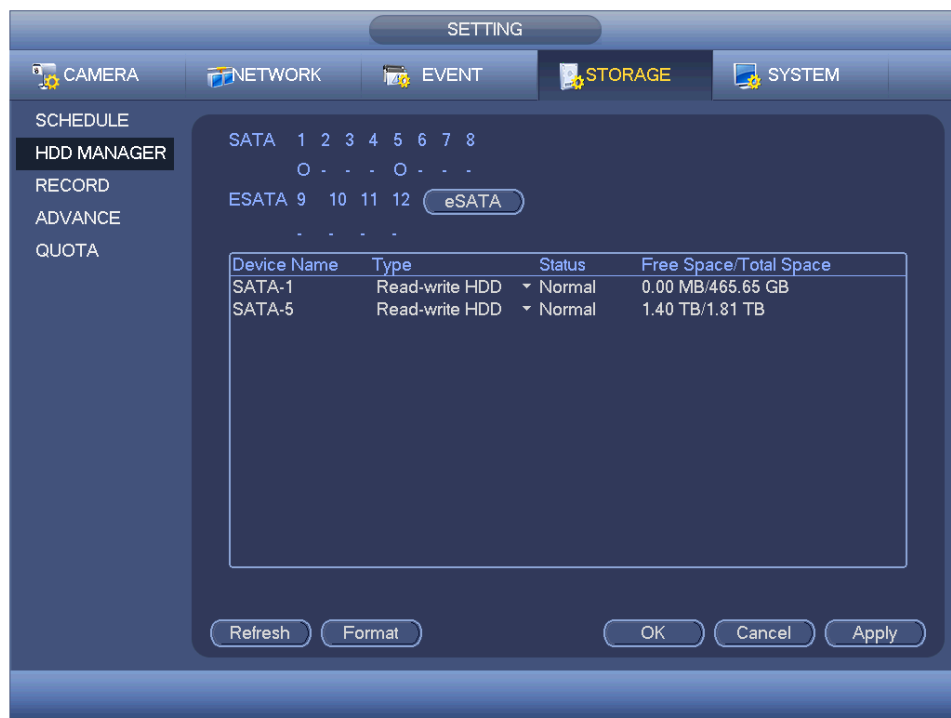 SETTING
CAMERA NETWORK EVENT STORAGE SYSTEM
SCHEDULE
HDD MANAGER
RECORD
ADVANCE
QUOTA
SATA 1 2 3 4 5 6 7 8
O - - - O - - -
ESATA 9 10 11 12 eSATA
- - - -
Device Name Type Status Free Space/Total Space
SATA-1 Read-write HDD Normal 0.00 MB/465.65 GB
SATA-5 Read-write HDD Normal 1.40 TB/1.81 TB
Refresh Format OK Cancel Apply